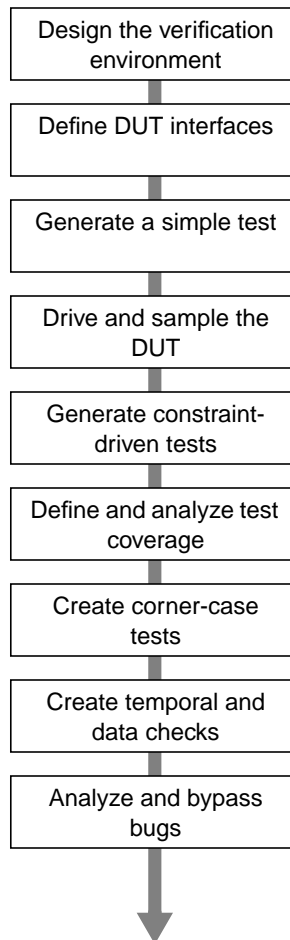 Design the verification
environment
Define DUT interfaces
Generate a simple test
Drive and sample the
DUT
Generate constraint-
driven tests
Define and analyze test
coverage
Create corner-case
tests
Create temporal and
data checks
Analyze and bypass
bugs